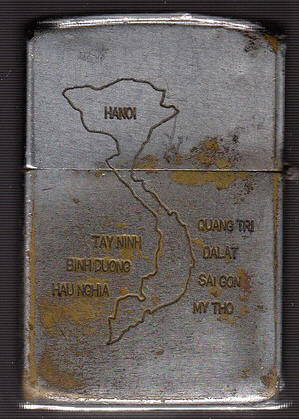 HANOI
QUANG TRI
TAY NINH
DALAT
BINH DUONG
SAI GON
HAU NGHIA
MY THO